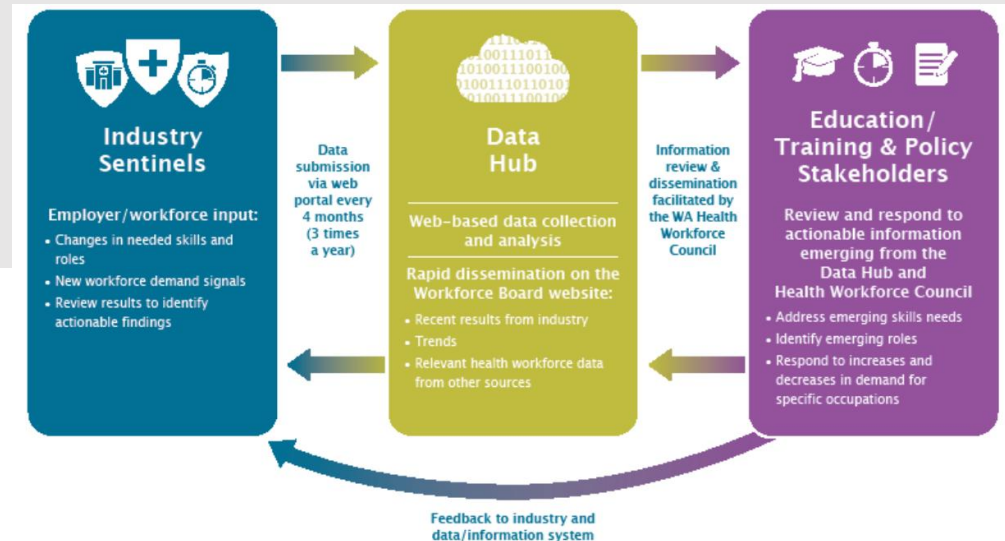 Industry
Sentinels
Employer/workforce input:
• Changes in needed skills and
roles
• New workforce demand signals
• Review results to identify
actionable findings
Data
submission
via web
portal every
4 months
(3 times
a year)
Data
Hub
Web-based data collection
and analysis
Rapid dissemination on the
Workforce Board website:
• Recent results from industry
• Trends
• Relevant health workforce data
from other sources
Information
review &
dissemination
facilitated by
the WA Health
Workforce
Council
Education/
Training & Policy
Stakeholders
Review and respond to
actionable information
emerging from the
Data Hub and
Health Workforce Council
• Address emerging skills needs
• Identify emerging roles
• Respond to increases and
decreases in demand for
specific occupations
Feedback to industry and
data/information system